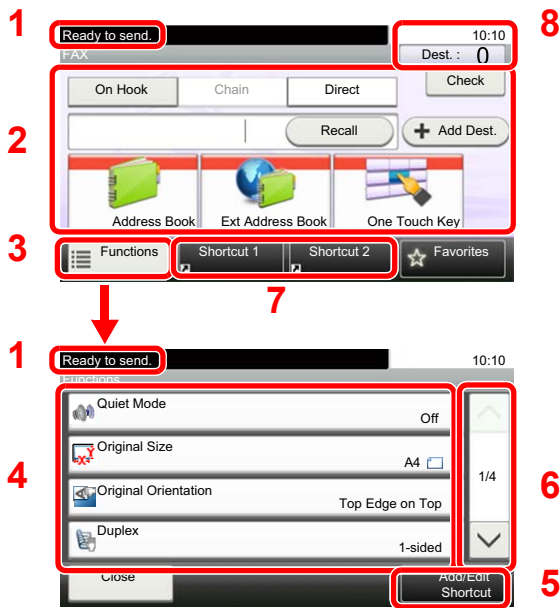 1
Ready to send.
10:10
8
FAX
Dest. : 0
On Hook
Chain
Direct
Check
2
Recall
Add Dest.
Address Book
Ext Address Book
One Touch Key
3
Functions
Shortcut 1
Shortcut 2
Favorites
7
1
Ready to send.
10:10
Functions
Quiet Mode
Off
Original Size
A4
4
1/4
6
Original Orientation
Top Edge on Top
Duplex
1-sided
Close
Add/Edit
Shortcut
5